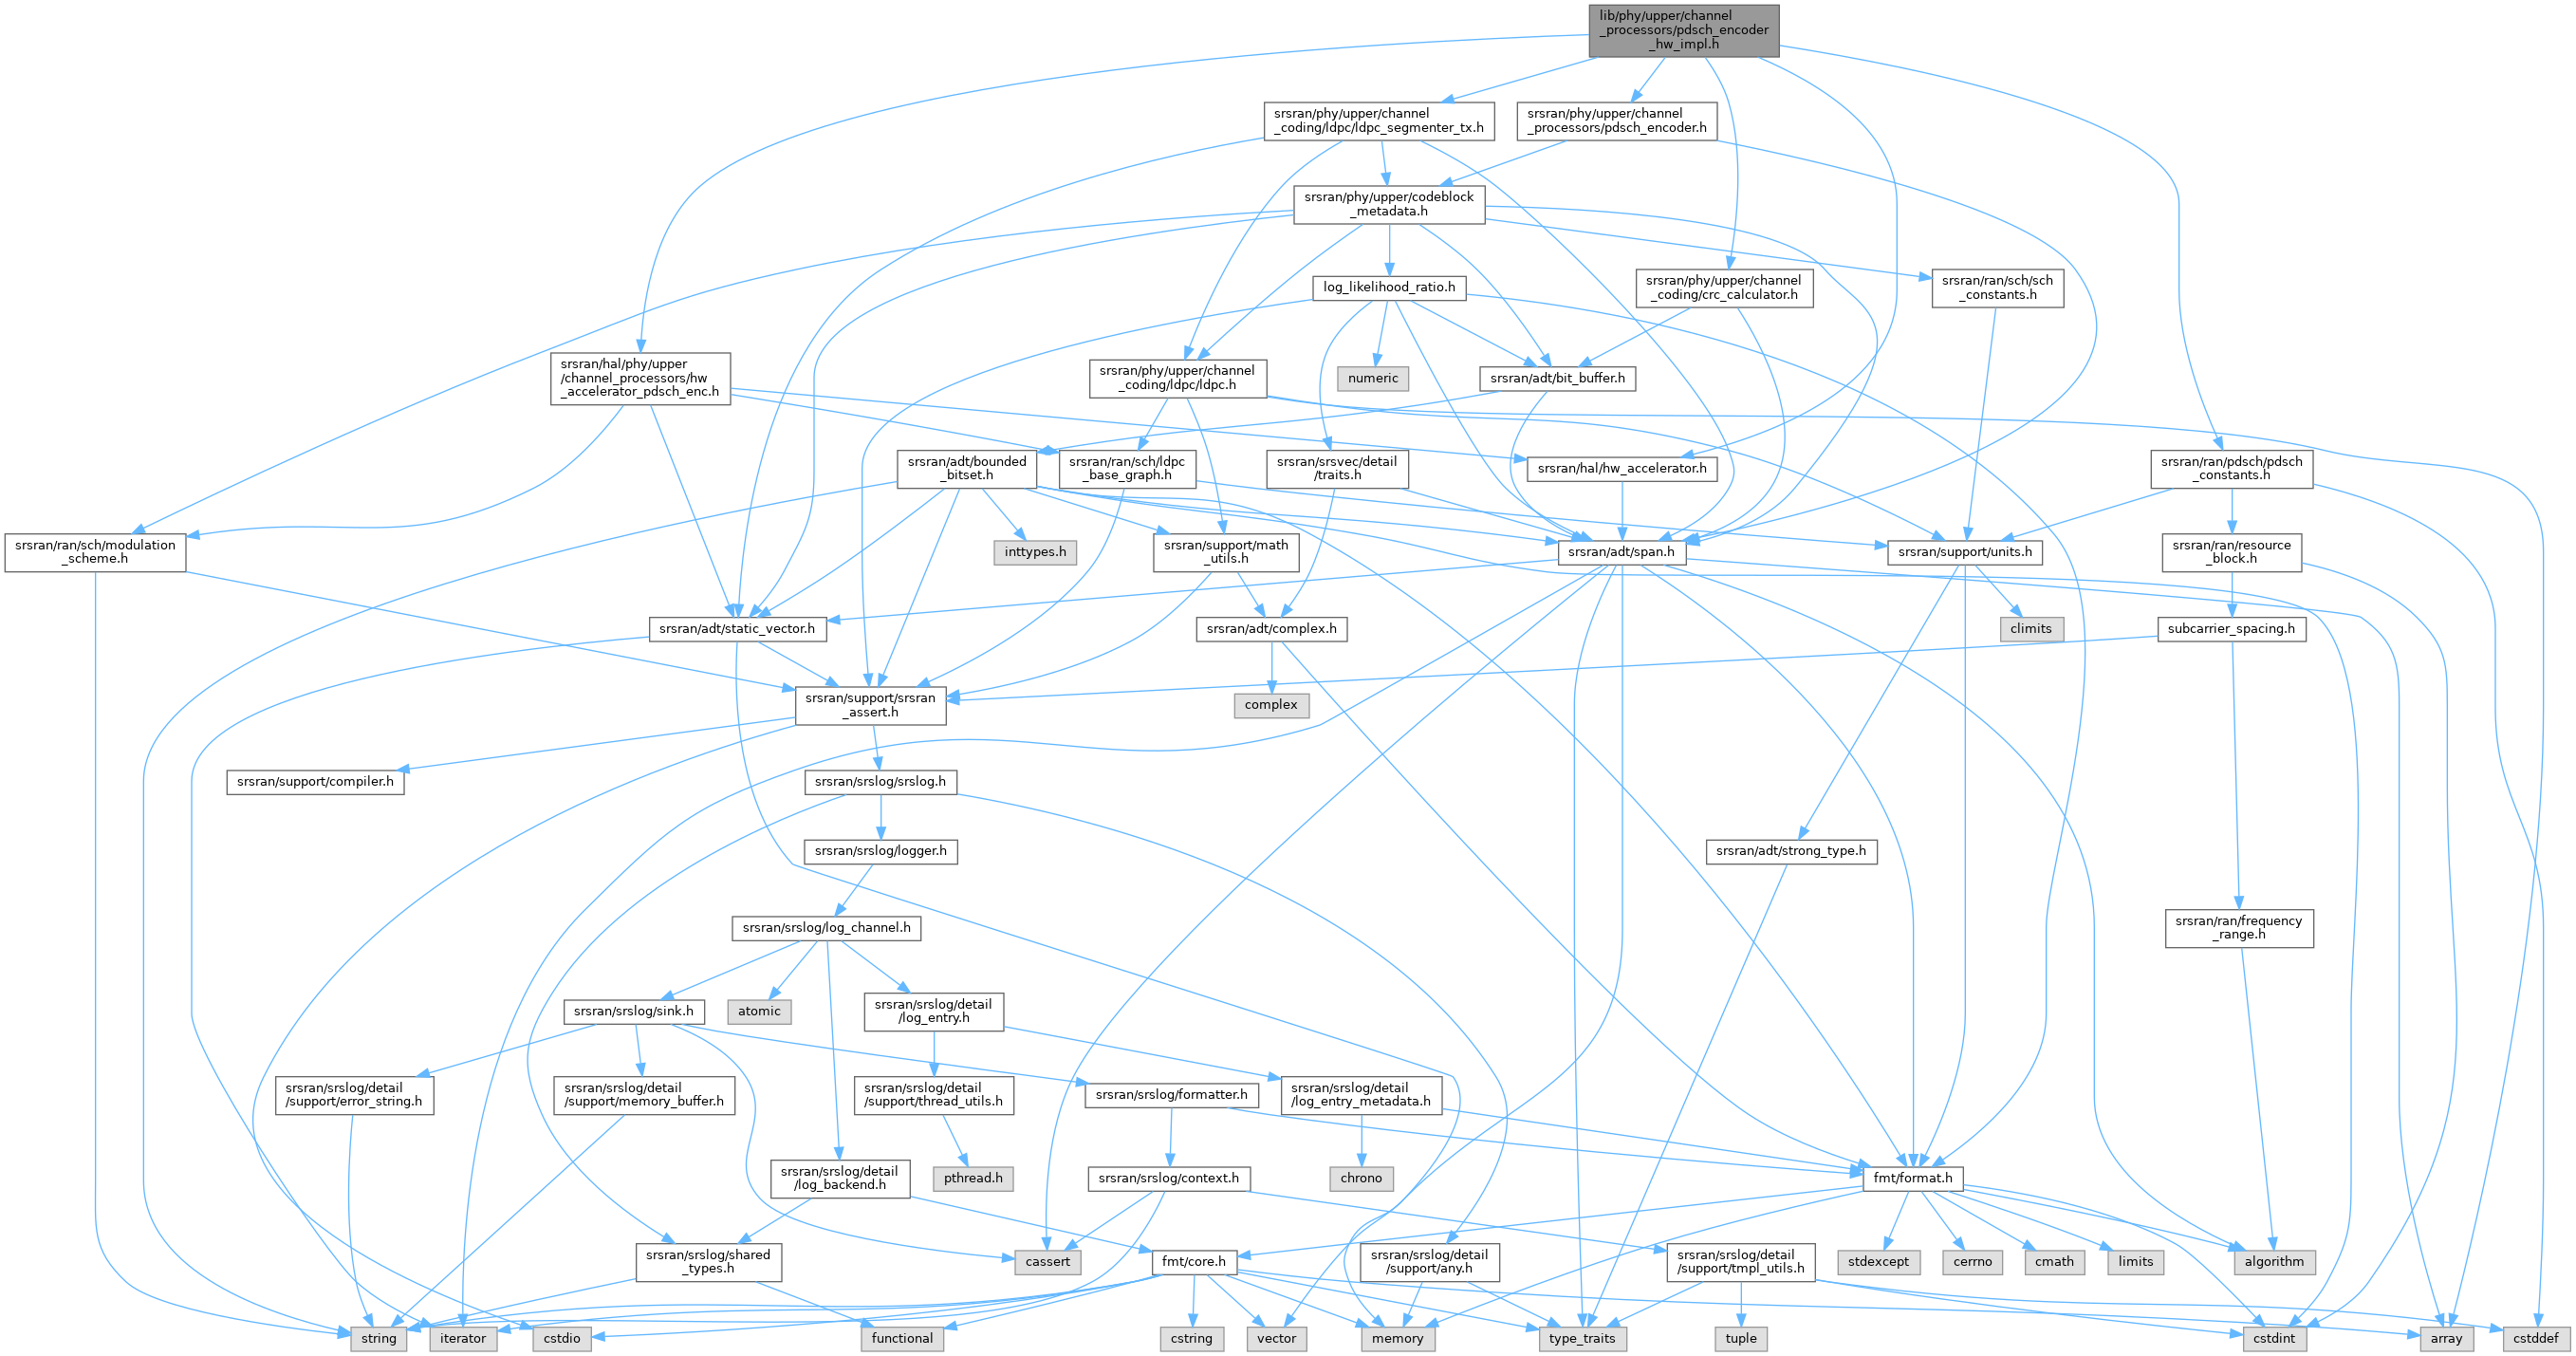 lib/phy/upper/channel
_processors/pdsch_encoder
_hw_impl.h
srsran/phy/upper/channel
_coding/ldpc/ldpc_segmenter_tx.h
srsran/phy/upper/channel
_processors/pdsch_encoder.h
srsran/phy/upper/codeblock
_metadata.h
log_likelihood_ratio.h
srsran/phy/upper/channel
_coding/crc_calculator.h
srsran/ran/sch/sch
_constants.h
srsran/hal/phy/upper
/channel_processors/hw
_accelerator_pdsch_enc.h
srsran/phy/upper/channel
_coding/ldpc/ldpc.h
numeric
srsran/adt/bit_buffer.h
srsran/adt/bounded
_bitset.h
srsran/ran/sch/ldpc
_base_graph.h
srsran/srsvec/detail
/traits.h
srsran/hal/hw_accelerator.h
srsran/ran/pdsch/pdsch
_constants.h
srsran/ran/sch/modulation
_scheme.h
inttypes.h
srsran/support/math
_utils.h
srsran/adt/span.h
srsran/support/units.h
srsran/ran/resource
_block.h
srsran/adt/static_vector.h
srsran/adt/complex.h
climits
subcarrier_spacing.h
srsran/support/srsran
_assert.h
complex
srsran/support/compiler.h
srsran/srslog/srslog.h
srsran/srslog/logger.h
srsran/adt/strong_type.h
srsran/srslog/log_channel.h
srsran/ran/frequency
_range.h
srsran/srslog/sink.h
atomic
srsran/srslog/detail
/log_entry.h
srsran/srslog/detail
/support/error_string.h
srsran/srslog/detail
/support/memory_buffer.h
srsran/srslog/detail
/support/thread_utils.h
srsran/srslog/formatter.h
srsran/srslog/detail
/log_entry_metadata.h
srsran/srslog/detail
/log_backend.h
pthread.h
srsran/srslog/context.h
chrono
fmt/format.h
srsran/srslog/shared
_types.h
cassert
fmt/core.h
srsran/srslog/detail
/support/any.h
srsran/srslog/detail
/support/tmpl_utils.h
stdexcept
cerrno
cmath
limits
algorithm
string
iterator
cstdio
functional
cstring
vector
memory
type_traits
tuple
cstdint
array
cstddef